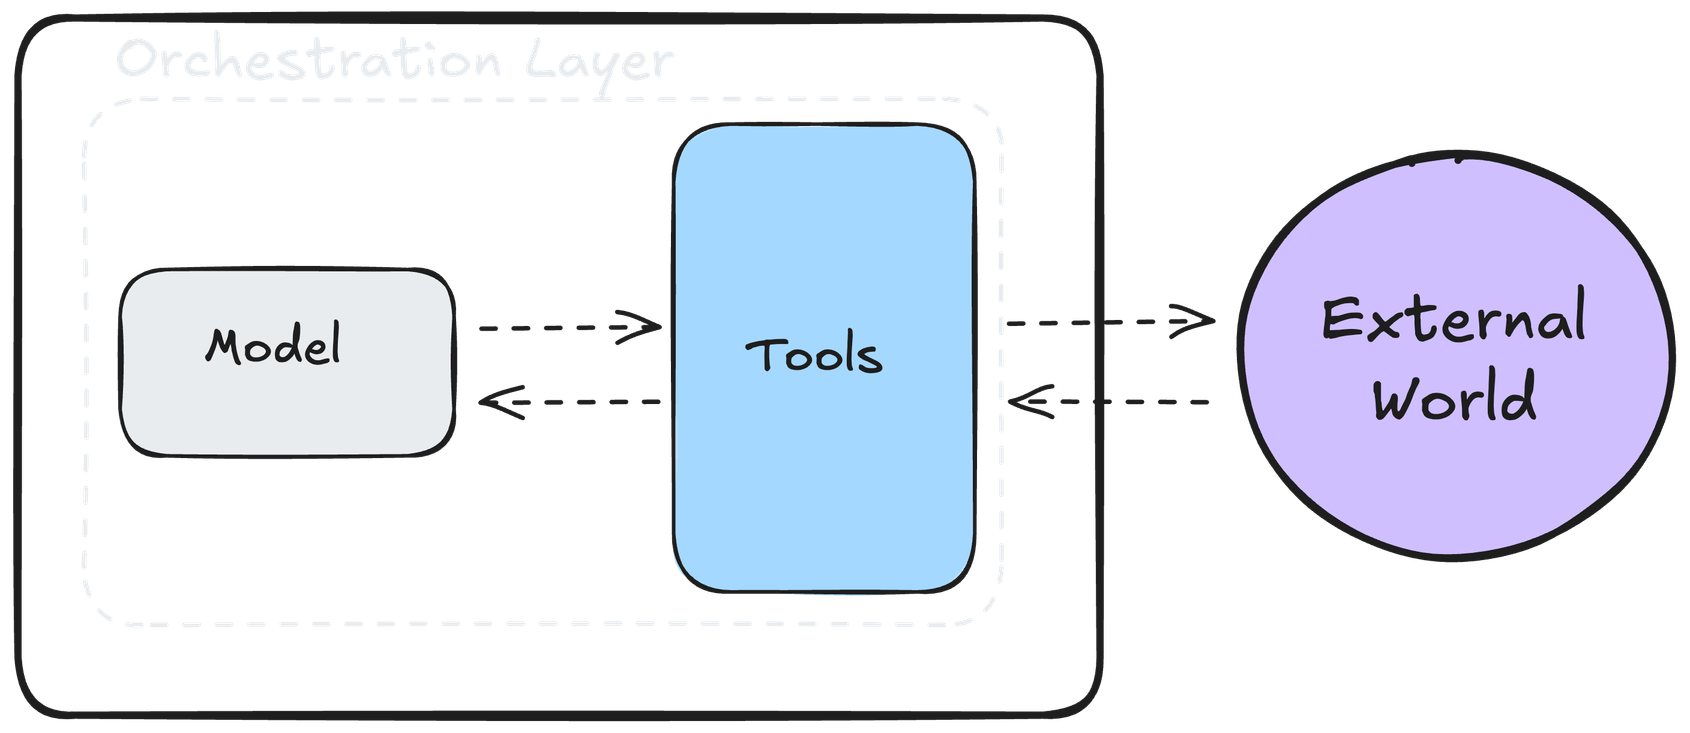 Orchestration Layer
Model
Tools
External
World